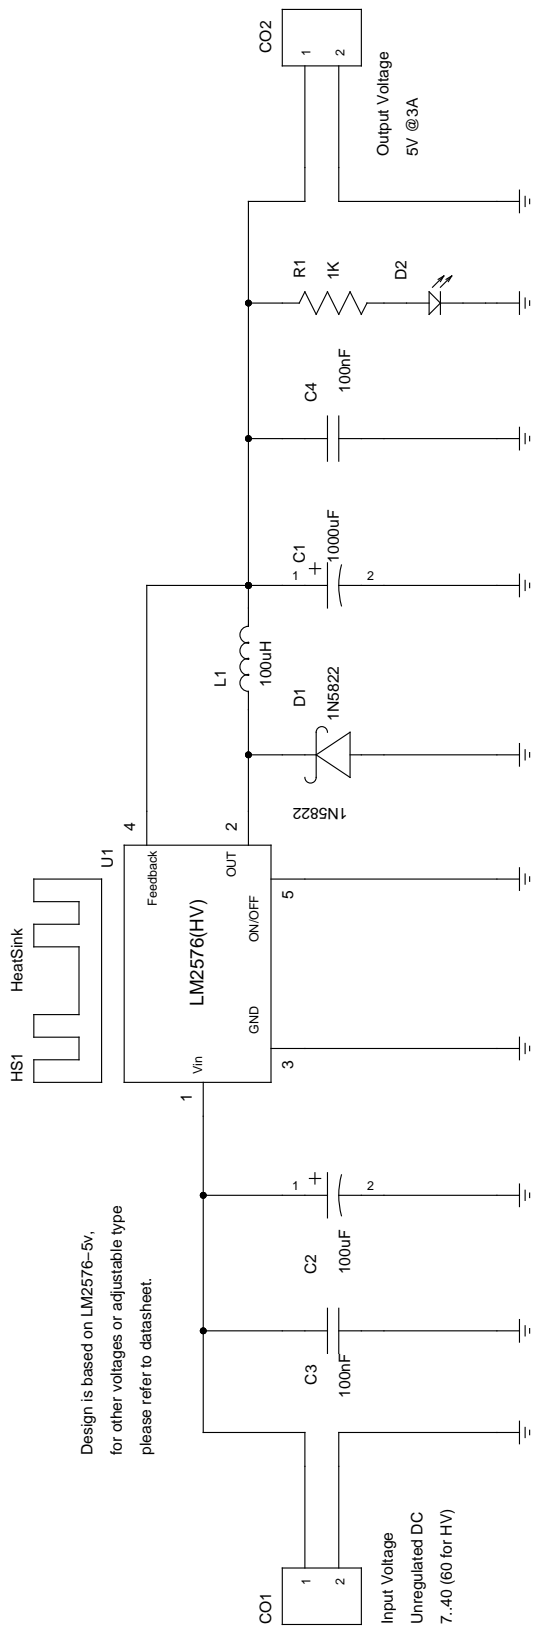 HS1
HeatSink
U1
1
Vin
Feedback
4
LM2576(HV)
GND
ON/OFF
OUT
2
3
5
Design is based on LM2576-5v,
for other voltages or adjustable type
please refer to datasheet.
CO1
1
2
Input Voltage
Unregulated DC
7..40 (60 for HV)
C3
100nF
C2
100uF
1
+
2
1N5822
D1
1N5822
L1
100uH
C1
1000uF
1
+
2
C4
100nF
R1
1K
D2
CO2
1
2
Output Voltage
5V @3A